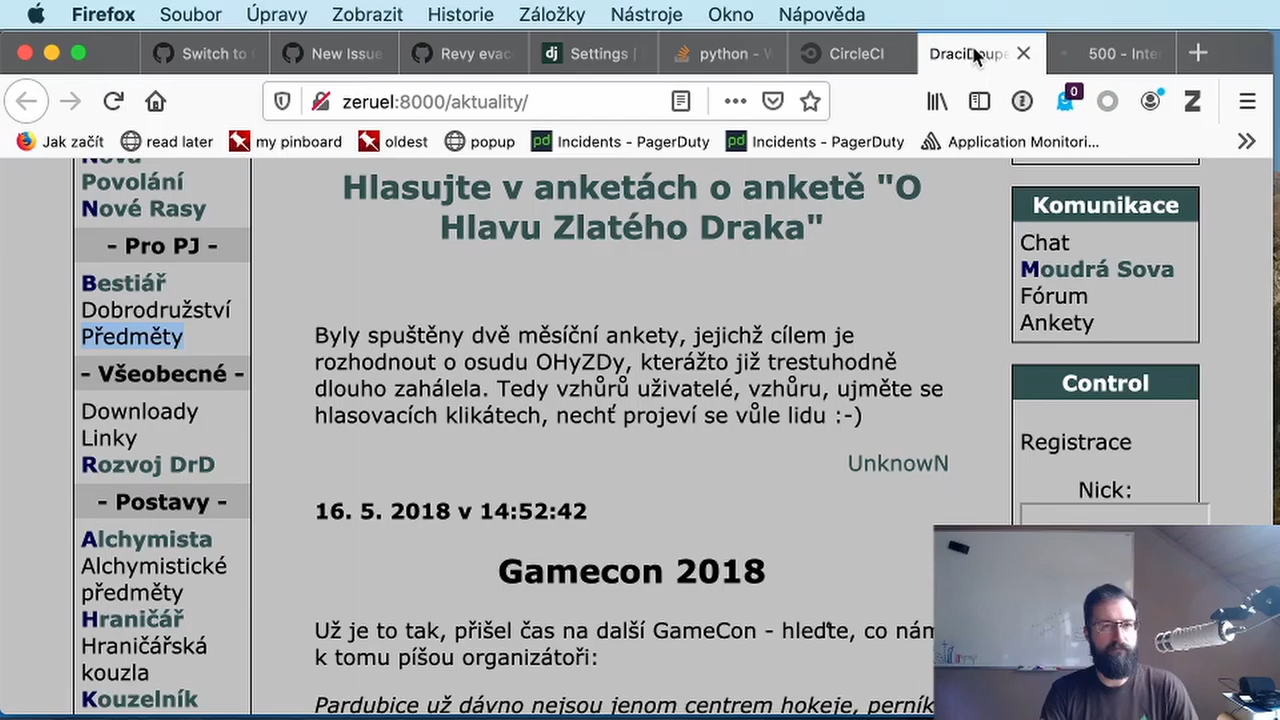 Firefox Soubor Úpravy Zobrazit Historie Záložky Nástroje Okno Nápověda
Switch to New Issue Revy evac Settings | python - CircleCI DraciDoupe 500 - Inte
zeruel:8000/aktuality/ 0
Jak začít read later my pinboard oldest popup Incidents - PagerDuty Incidents - PagerDuty Application Monitori...
Nová
Povolání
Nové Rasy
- Pro PJ -
Bestiář
Dobrodružství
Předměty
- Všeobecné -
Downloady
Linky
Rozvoj DrD
- Postavy -
Alchymista
Alchymistické
předměty
Hraničář
Hraničářská
kouzla
Kouzelník
Hlasujte v anketách o anketě "O
Hlavu Zlatého Draka"
Byly spuštěny dvě měsíční ankety, jejichž cílem je
rozhodnout o osudu OHyZDy, kterážto již trestuhodně
dlouho zahálela. Tedy vzhůrů uživatelé, vzhůru, ujměte se
hlasovacích klikátech, nechť projeví se vůle lidu :-)
UnknowN
16. 5. 2018 v 14:52:42
Gamecon 2018
Už je to tak, přišel čas na další GameCon - hleďte, co nám
k tomu píšou organizátoři:
Pardubice už dávno nejsou jenom centrem hokeje, perník
Komunikace
Chat
Moudrá Sova
Fórum
Ankety
Control
Registrace
Nick: